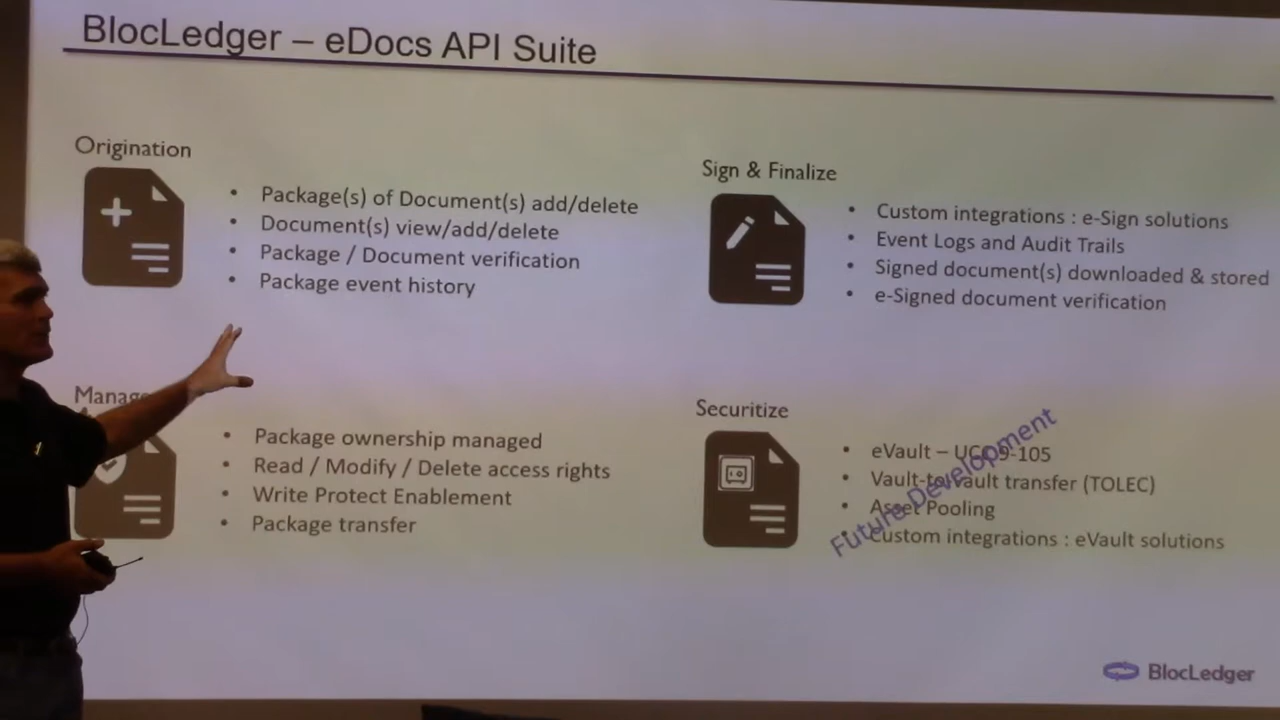 BlocLedger – eDocs API Suite
Origination
Package(s) of Document(s) add/delete
Document(s) view/add/delete
Package / Document verification
Package event history
Sign & Finalize
Custom integrations : e-Sign solutions
Event Logs and Audit Trails
Signed document(s) downloaded & stored
e-Signed document verification
Package ownership managed
Read / Modify / Delete access rights
Write Protect Enablement
Package transfer
Securitize
eVault – UCC 9-105
Vault-to-Vault transfer (TOLEC)
Asset Pooling
Custom integrations : eVault solutions
Future Development
BlocLedger